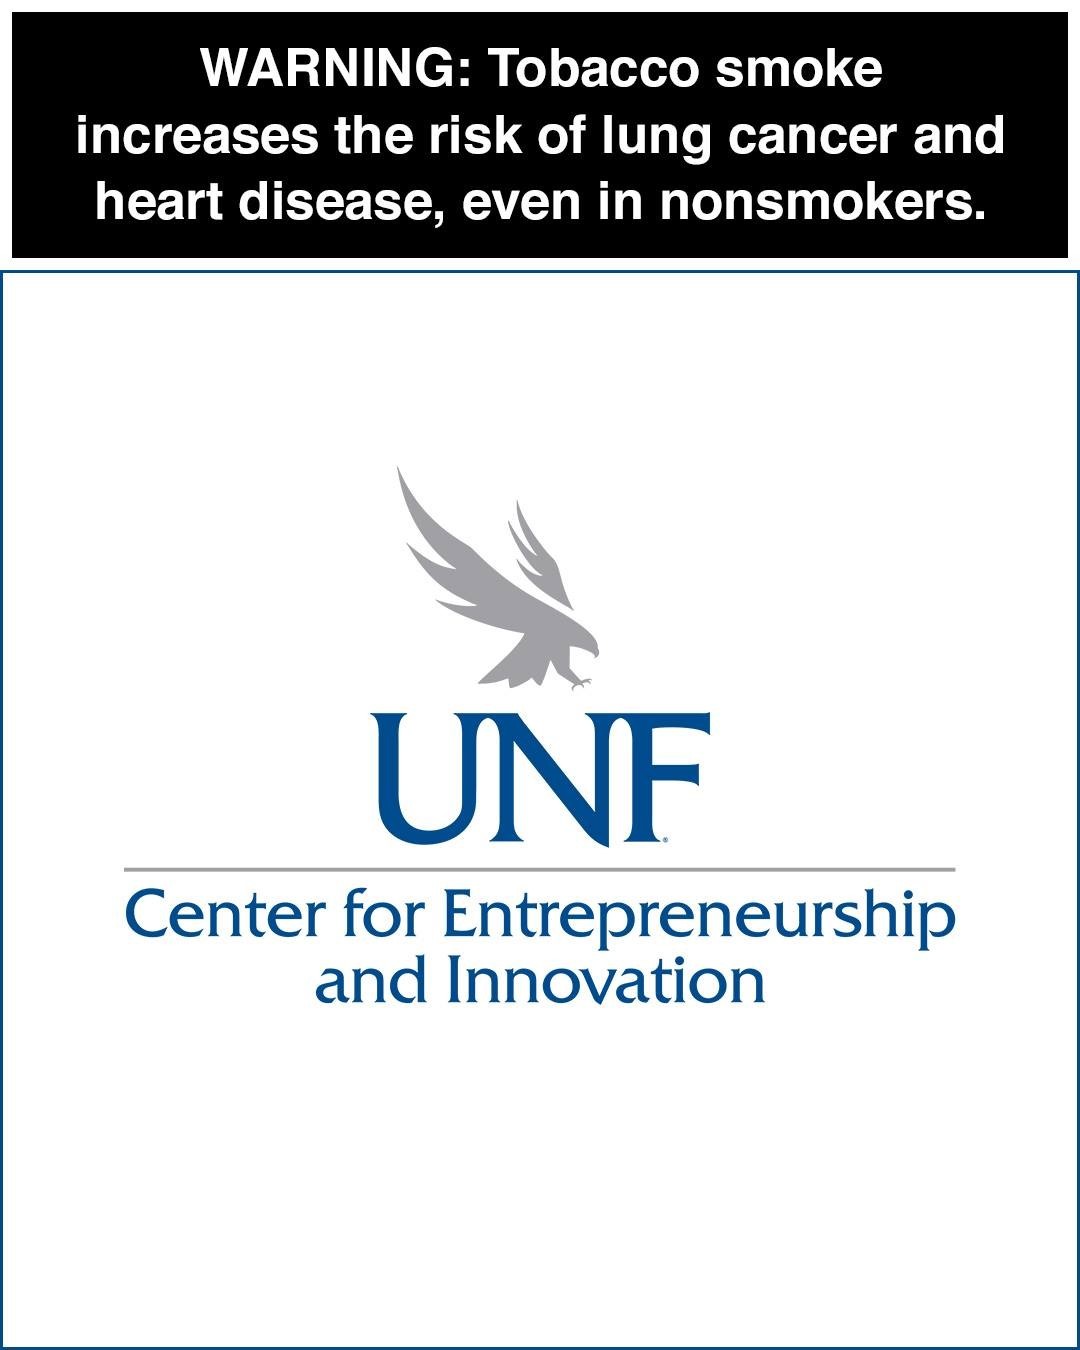 WARNING: Tobacco smoke
increases the risk of lung cancer and
heart disease, even in nonsmokers.
UNF®
Center for Entrepreneurship
and Innovation